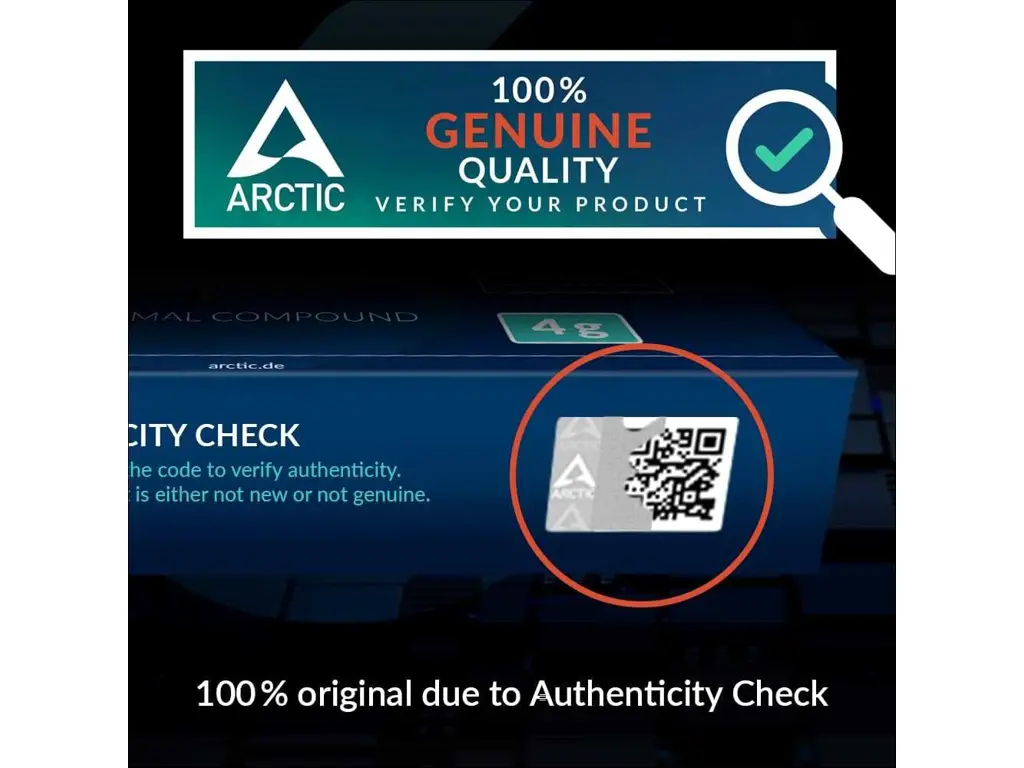 100%
GENUINE
QUALITY
VERIFY YOUR PRODUCT
ARCTIC
MAL COMPOUND
4g
arctic.de
CITY CHECK
he code to verify authenticity.
t is either not new or not genuine.
ARCTIC
100% original due to Authenticity Check